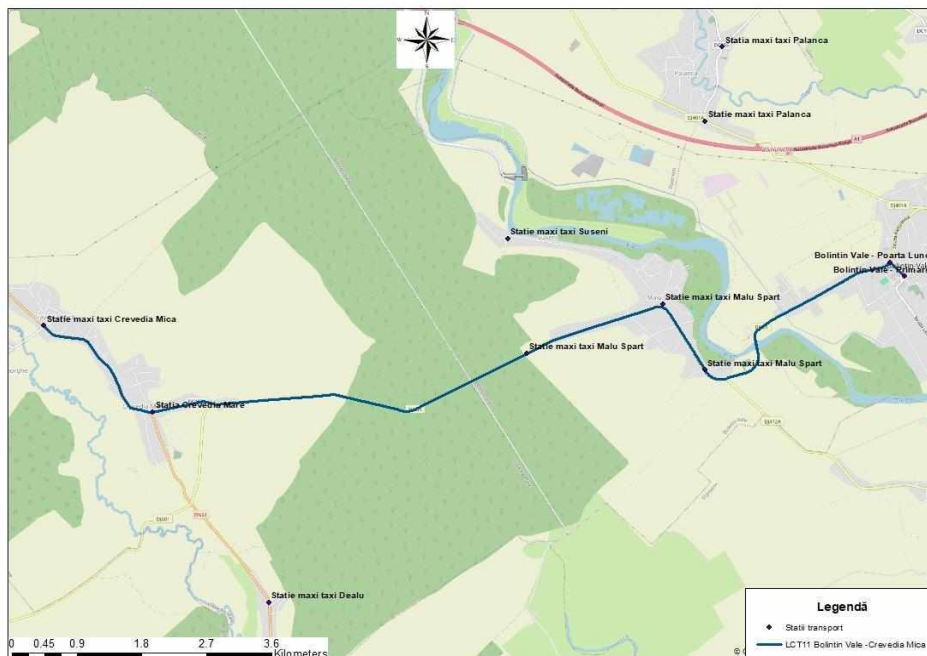 N
W
E
S
Statia maxi taxi Palanca
Statie maxi taxi Palanca
Statie maxi taxi Suseni
Bolintin Vale - Poarta Lunc
Bolintin Vale - Primari
Statie maxi taxi Malu Spart
Statie maxi taxi Crevedia Mica
Statie maxi taxi Malu Spart
Statie maxi taxi Malu Spart
Statia Crevedia Mare
Statie maxi taxi Dealu
A1
Legendă
Statii transport
LCT11 Bolintin Vale -Crevedia Mica
0 0.45 0.9 1.8 2.7 3.6
Kilometers